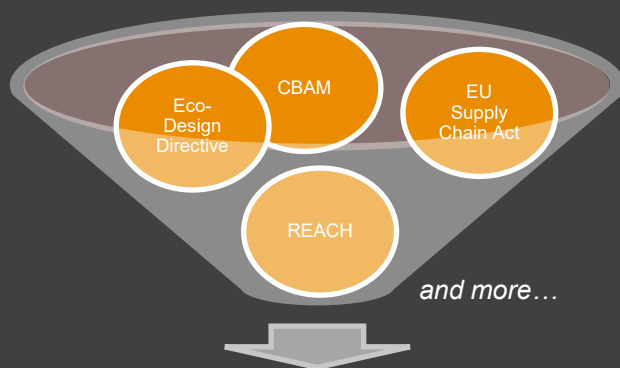 CBAM
Eco-
Design
Directive
EU
Supply
Chain Act
REACH
and more…